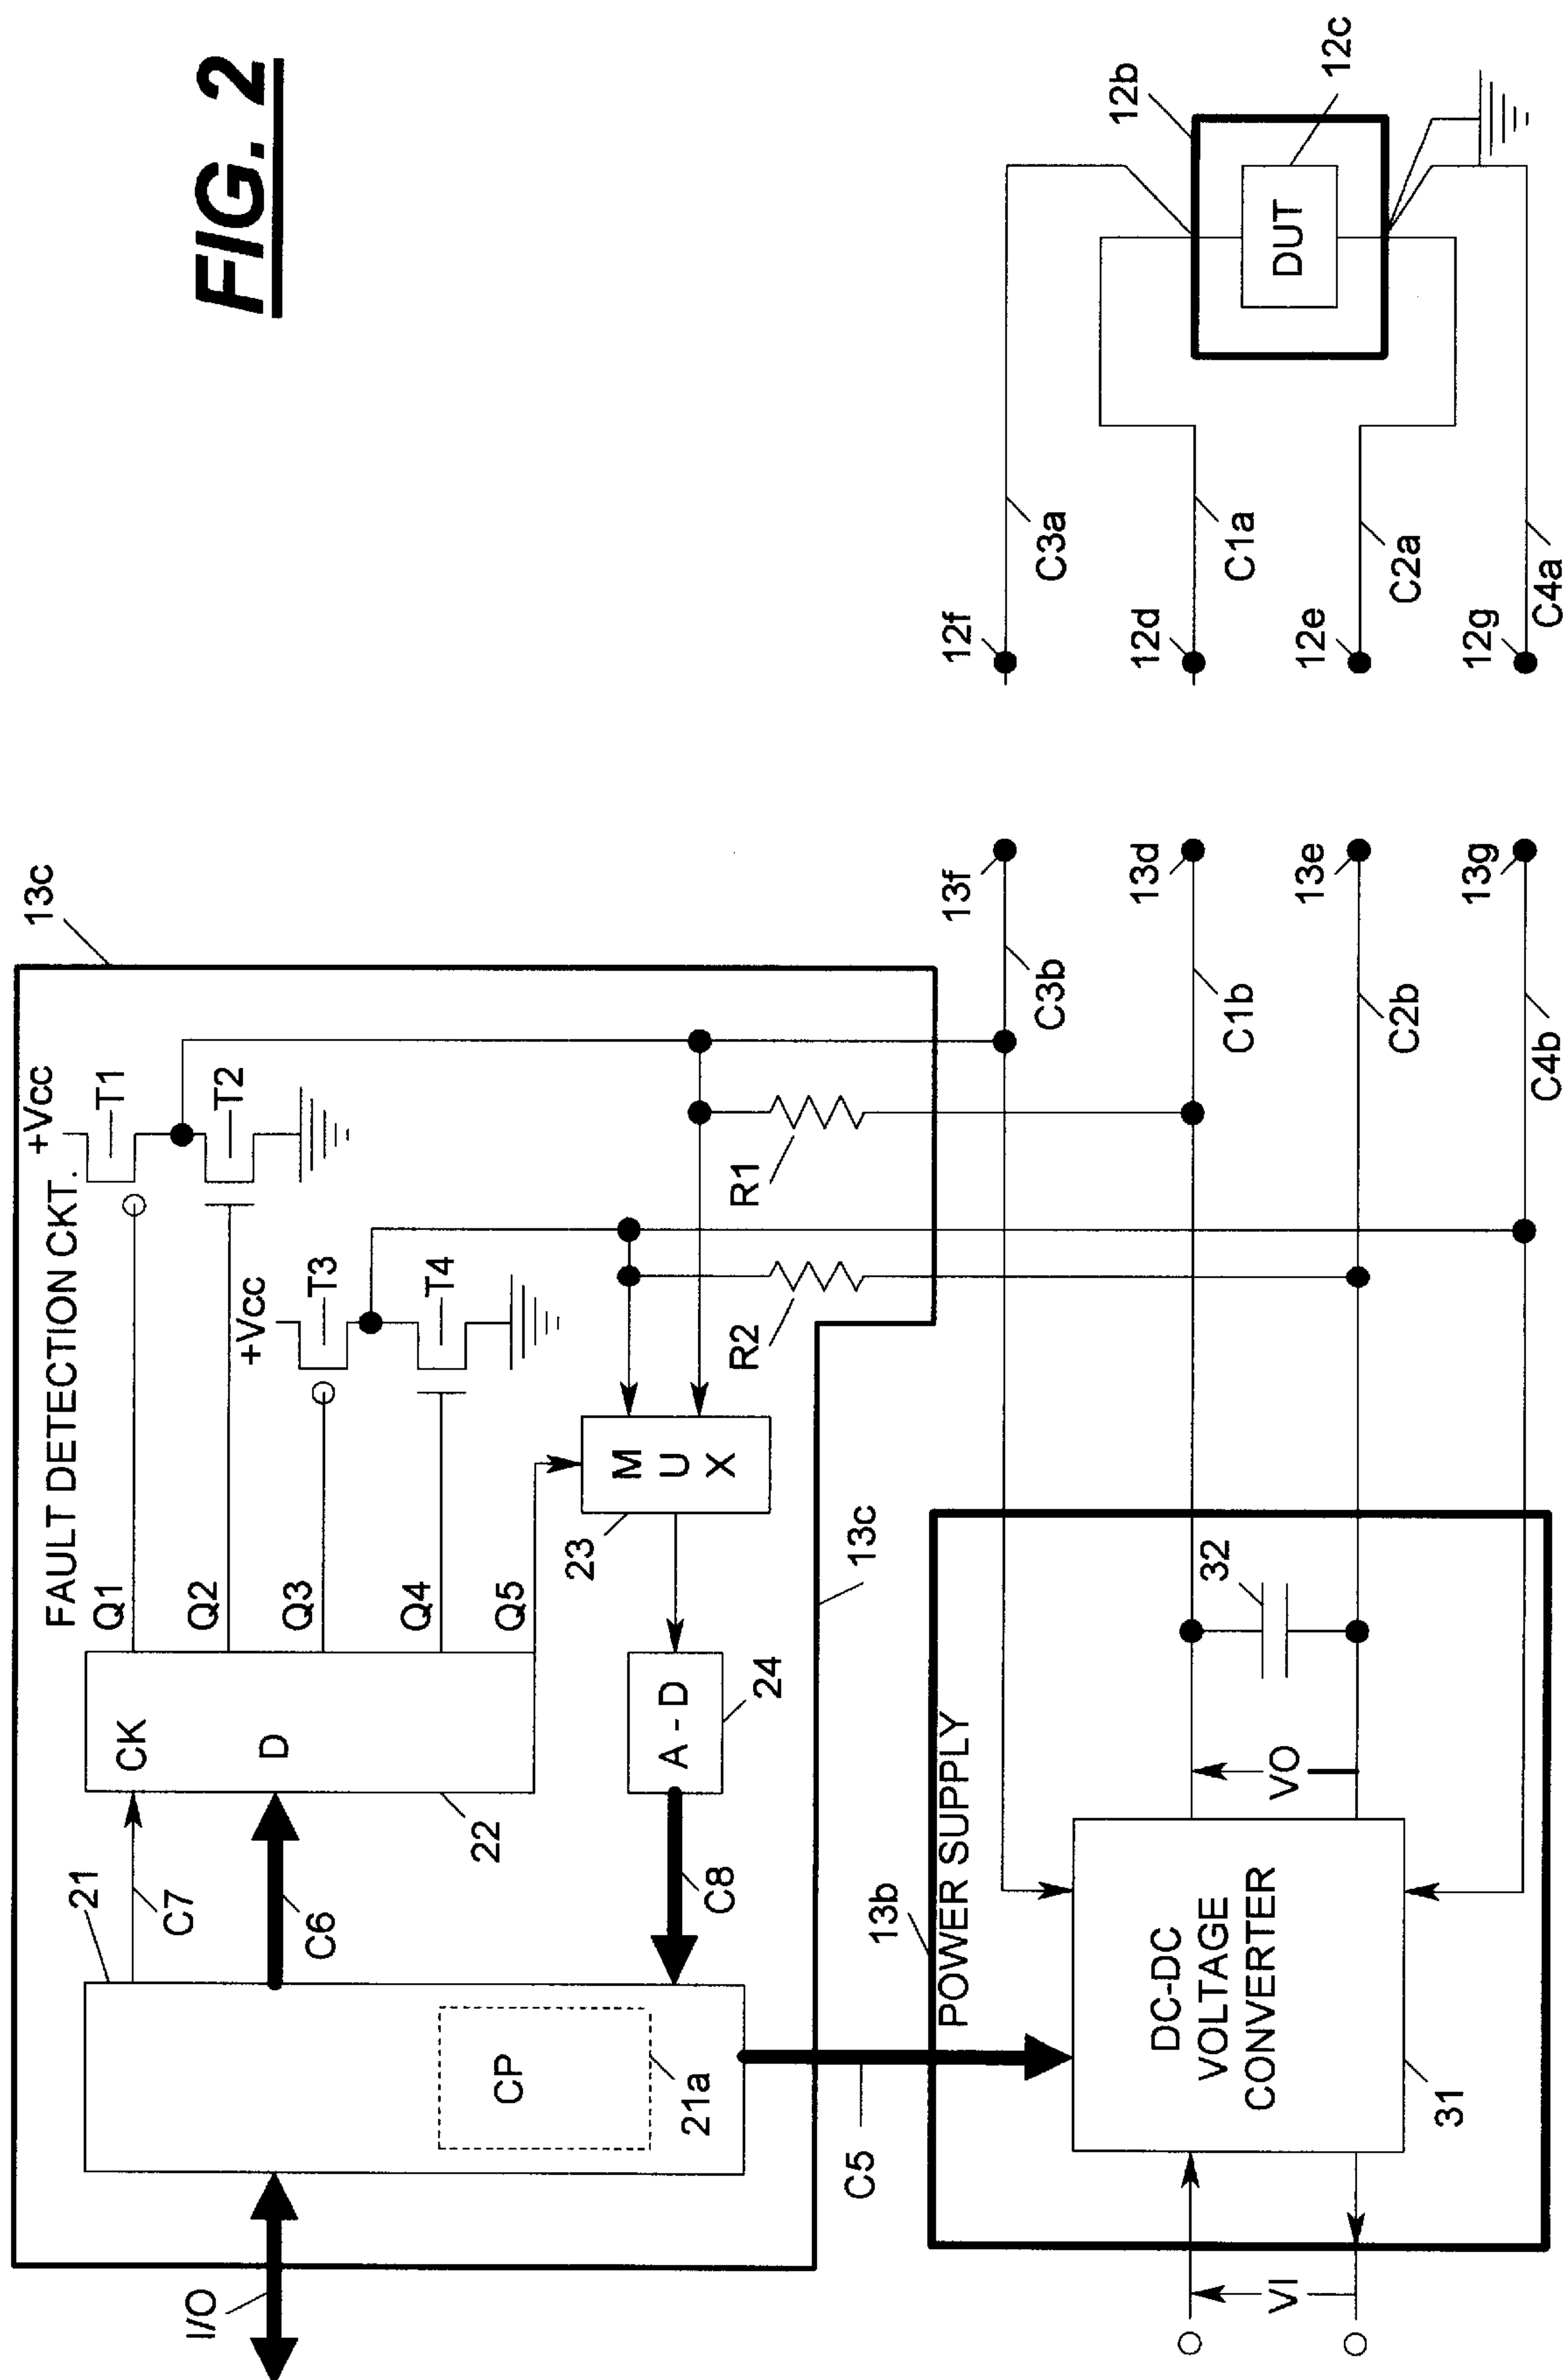 FIG. 2
13c
FAULT DETECTION CKT.
+Vcc
T1
T2
+Vcc
T3
T4
Q1
Q2
Q3
Q4
Q5
CK
D
22
21
C7
C6
CP
21a
I/O
M
U
X
23
A - D
24
C8
13c
R1
R2
C5
13b
POWER SUPPLY
DC-DC
VOLTAGE
CONVERTER
31
32
VO
VI
C3b
C1b
C2b
C4b
13f
13d
13e
13g
12f
12d
12e
12g
C3a
C1a
C2a
C4a
12b
12c
DUT